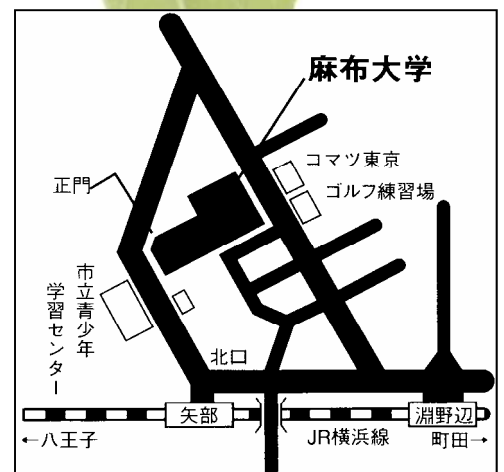 麻布大学
コマツ東京
ゴルフ練習場
正門
市立青少年
学習センター
北口
矢部
淵野辺
←八王子
JR横浜線
町田→